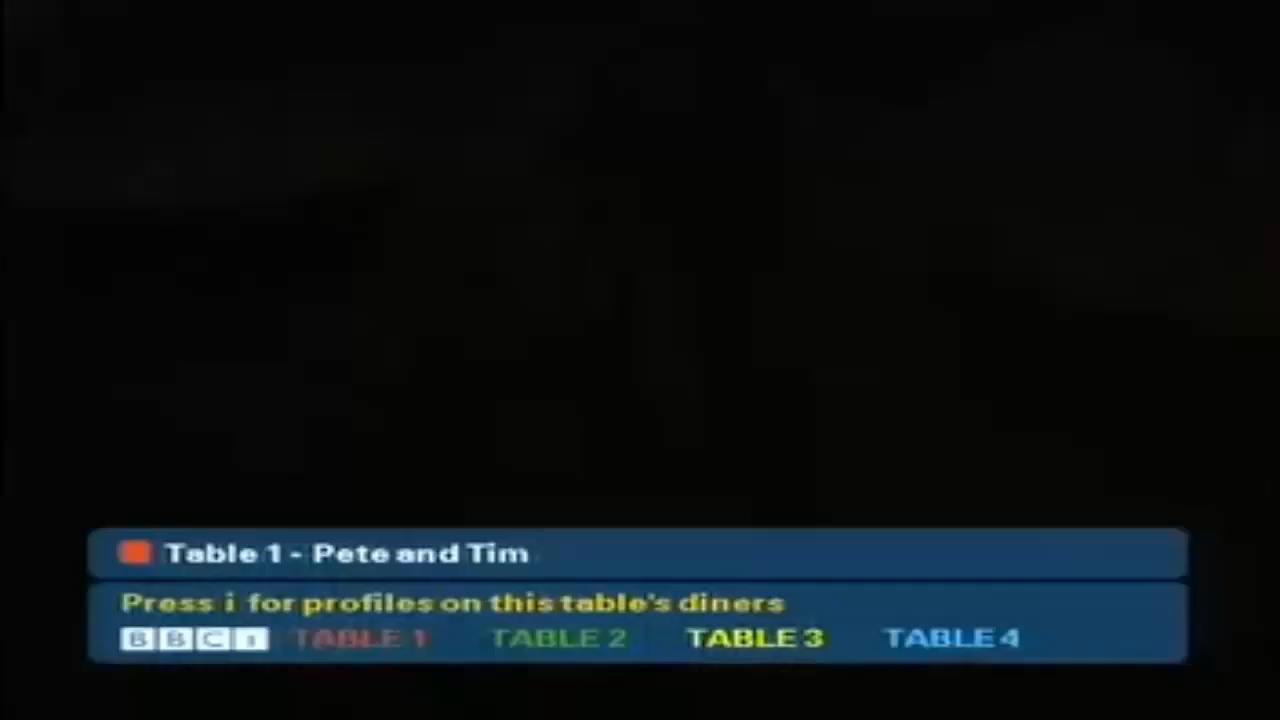 Table 1 - Pete and Tim
Press i for profiles on this table's diners
BBCi TABLE 1 TABLE 2 TABLE 3 TABLE 4